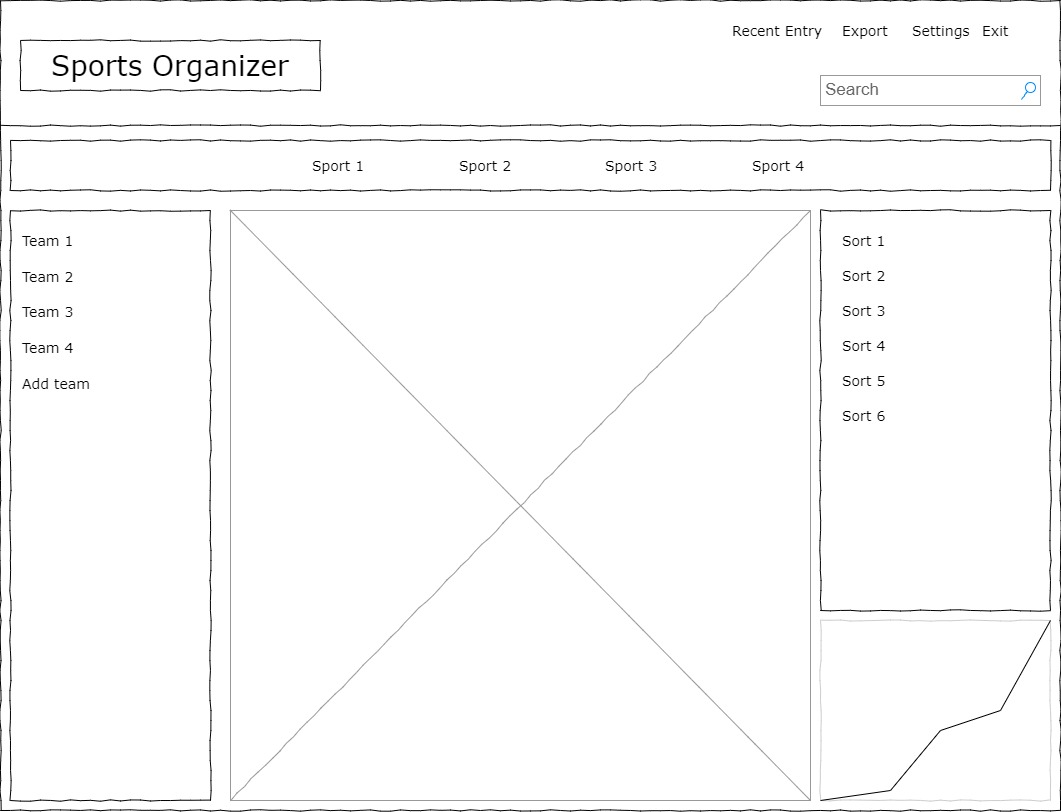 Recent Entry Export Settings Exit
Sports Organizer
Search
Sport 1 Sport 2 Sport 3 Sport 4
Team 1
Team 2
Team 3
Team 4
Add team
Sort 1
Sort 2
Sort 3
Sort 4
Sort 5
Sort 6